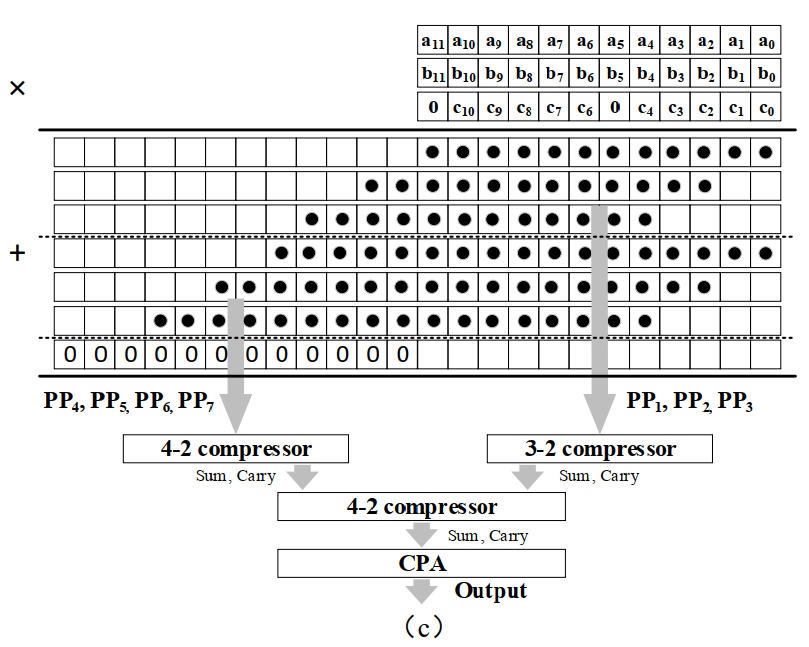 a₁₁ a₁₀ a₉ a₈ a₇ a₆ a₅ a₄ a₃ a₂ a₁ a₀
b₁₁ b₁₀ b₉ b₈ b₇ b₆ b₅ b₄ b₃ b₂ b₁ b₀
×
0 c₁₀ c₉ c₈ c₇ c₆ 0 c₄ c₃ c₂ c₁ c₀
+
0 0 0 0 0 0 0 0 0 0 0 0
PP₄, PP₅, PP₆, PP₇
PP₁, PP₂, PP₃
4-2 compressor
3-2 compressor
Sum, Carry
Sum, Carry
4-2 compressor
Sum, Carry
CPA
Output
(c)